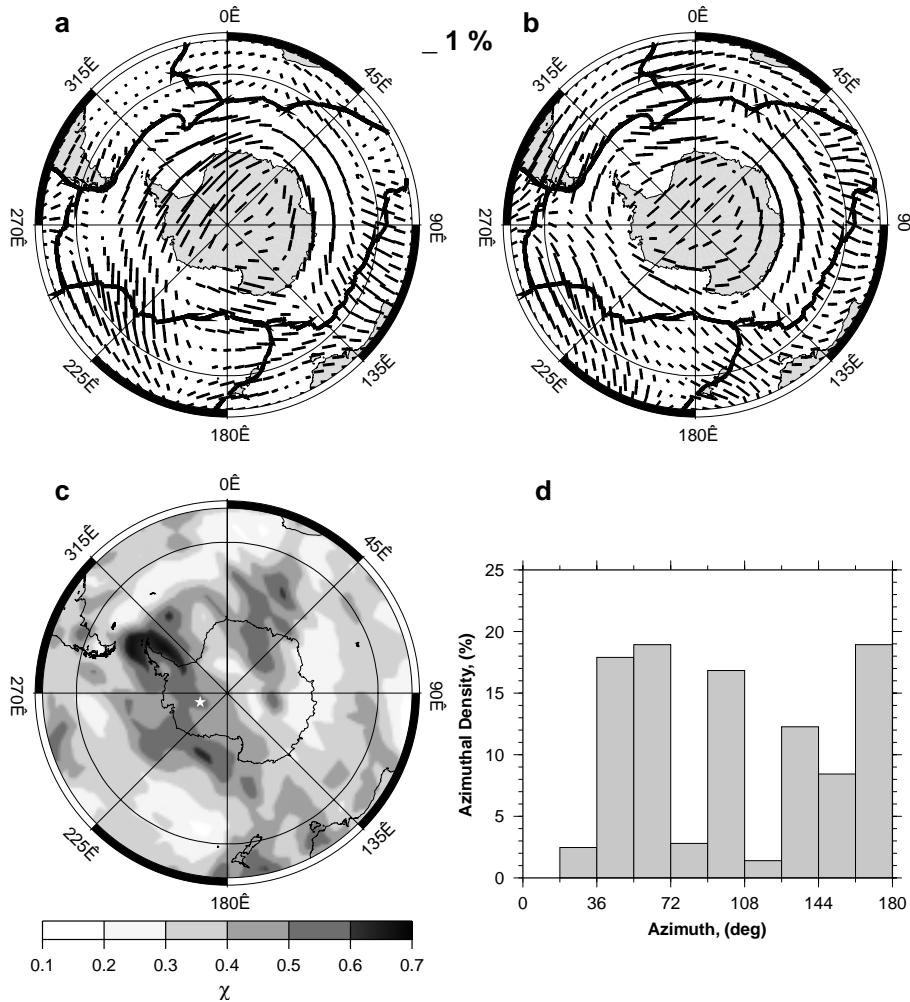 a
0Ê
45Ê
90Ê
135Ê
180Ê
225Ê
270Ê
315Ê
_ 1 %
b
0Ê
45Ê
90
135Ê
180Ê
225Ê
270Ê
315Ê
c
0Ê
45Ê
90Ê
135Ê
180Ê
225Ê
270Ê
315Ê
0.1 0.2 0.3 0.4 0.5 0.6 0.7
χ
d
25
20
15
10
5
0
Azimuthal Density, (%)
0 36 72 108 144 180
Azimuth, (deg)